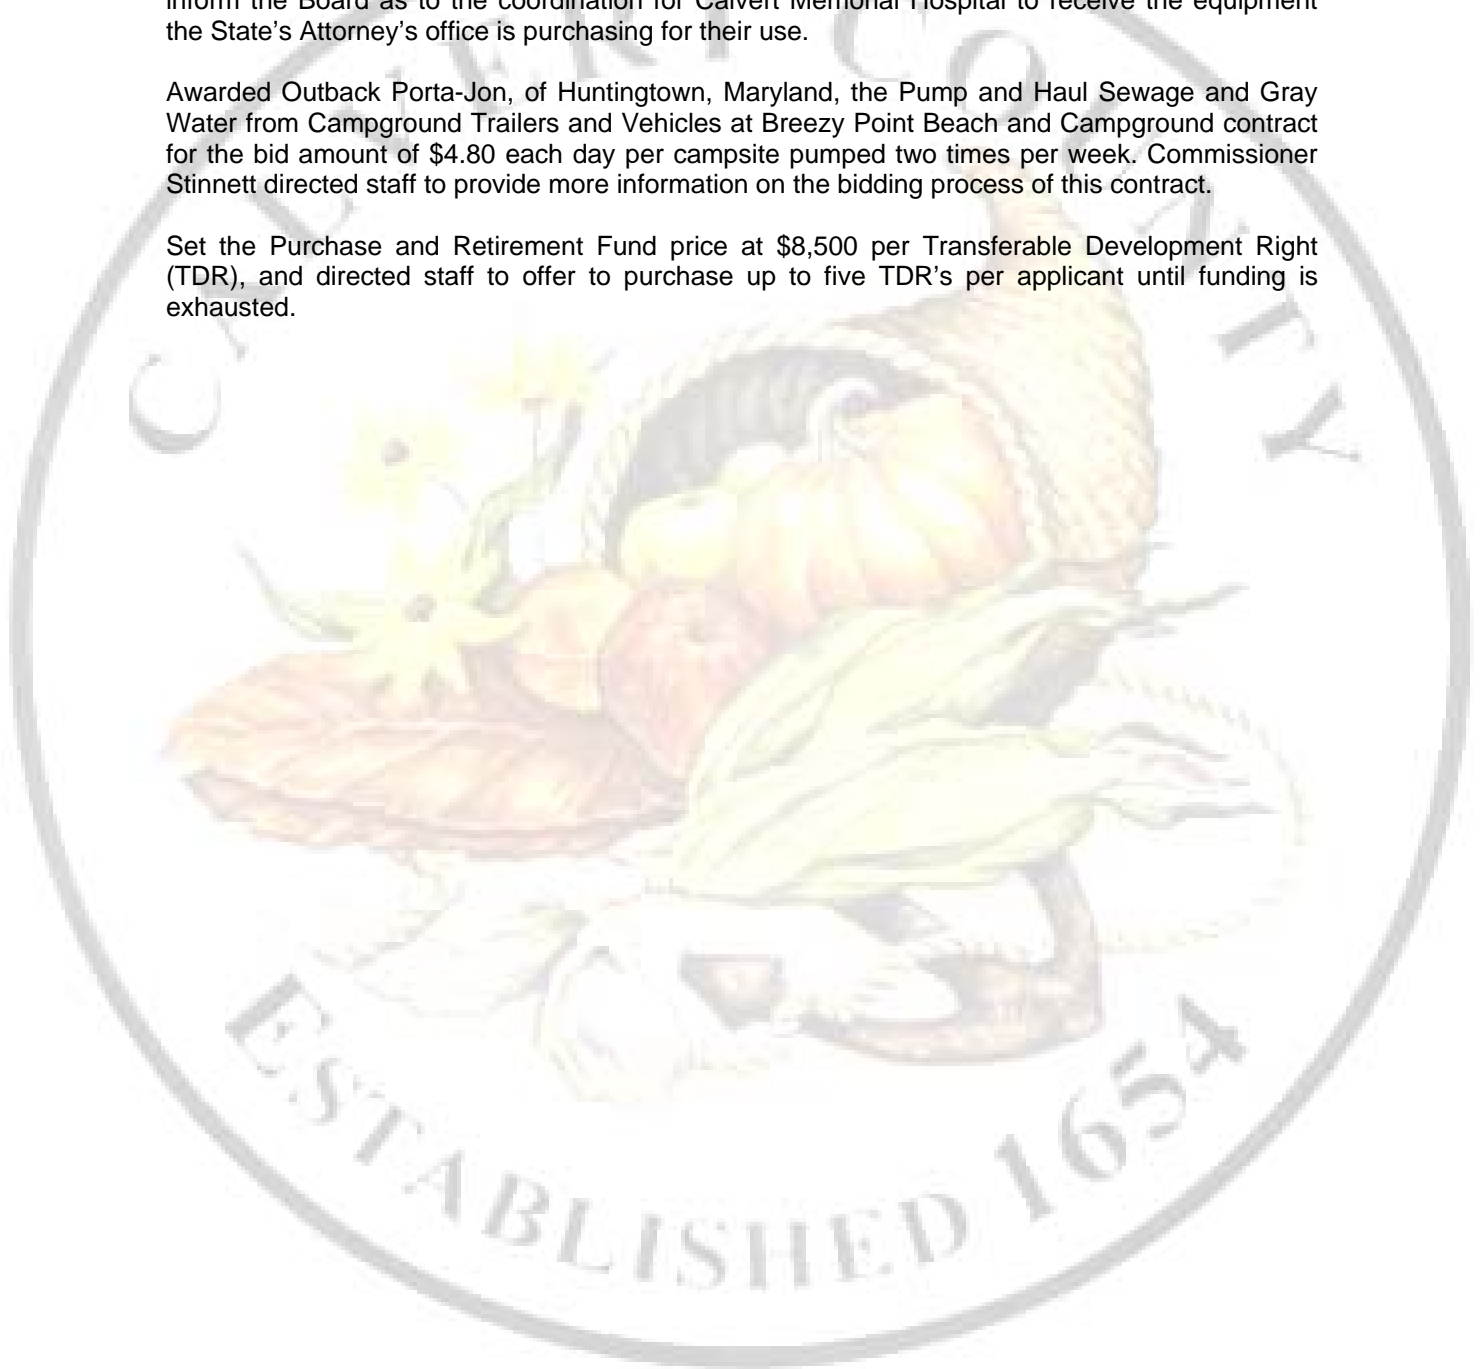 inform the Board as to the coordination for Calvert Memorial Hospital to receive the equipment
the State's Attorney's office is purchasing for their use.
Awarded Outback Porta-Jon, of Huntingtown, Maryland, the Pump and Haul Sewage and Gray
Water from Campground Trailers and Vehicles at Breezy Point Beach and Campground contract
for the bid amount of $4.80 each day per campsite pumped two times per week. Commissioner
Stinnett directed staff to provide more information on the bidding process of this contract.
Set the Purchase and Retirement Fund price at $8,500 per Transferable Development Right
(TDR), and directed staff to offer to purchase up to five TDR's per applicant until funding is
exhausted.
CALVERT COUNTY
ESTABLISHED 1654